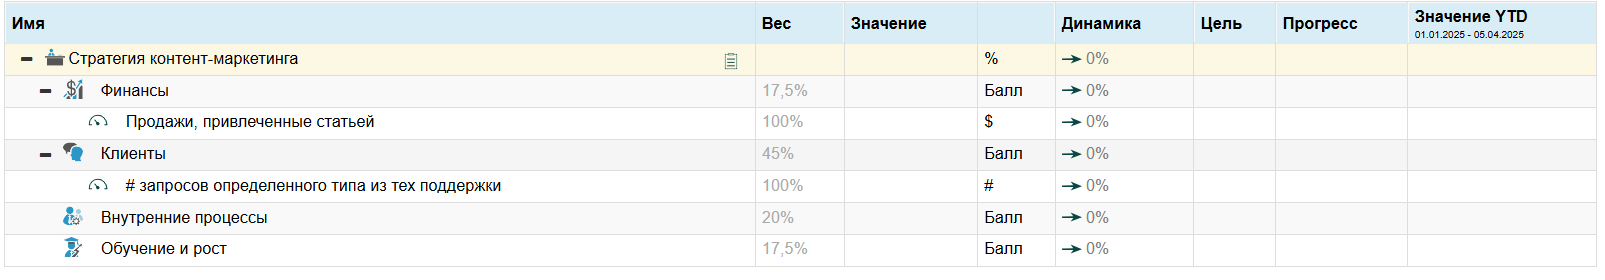 Имя Вес Значение Динамика Цель Прогресс Значение YTD
01.01.2025 - 05.04.2025
Стратегия контент-маркетинга % 0%
Финансы 17,5% Балл 0%
Продажи, привлеченные статьей 100% $ 0%
Клиенты 45% Балл 0%
# запросов определенного типа из тех поддержки 100% # 0%
Внутренние процессы 20% Балл 0%
Обучение и рост 17,5% Балл 0%